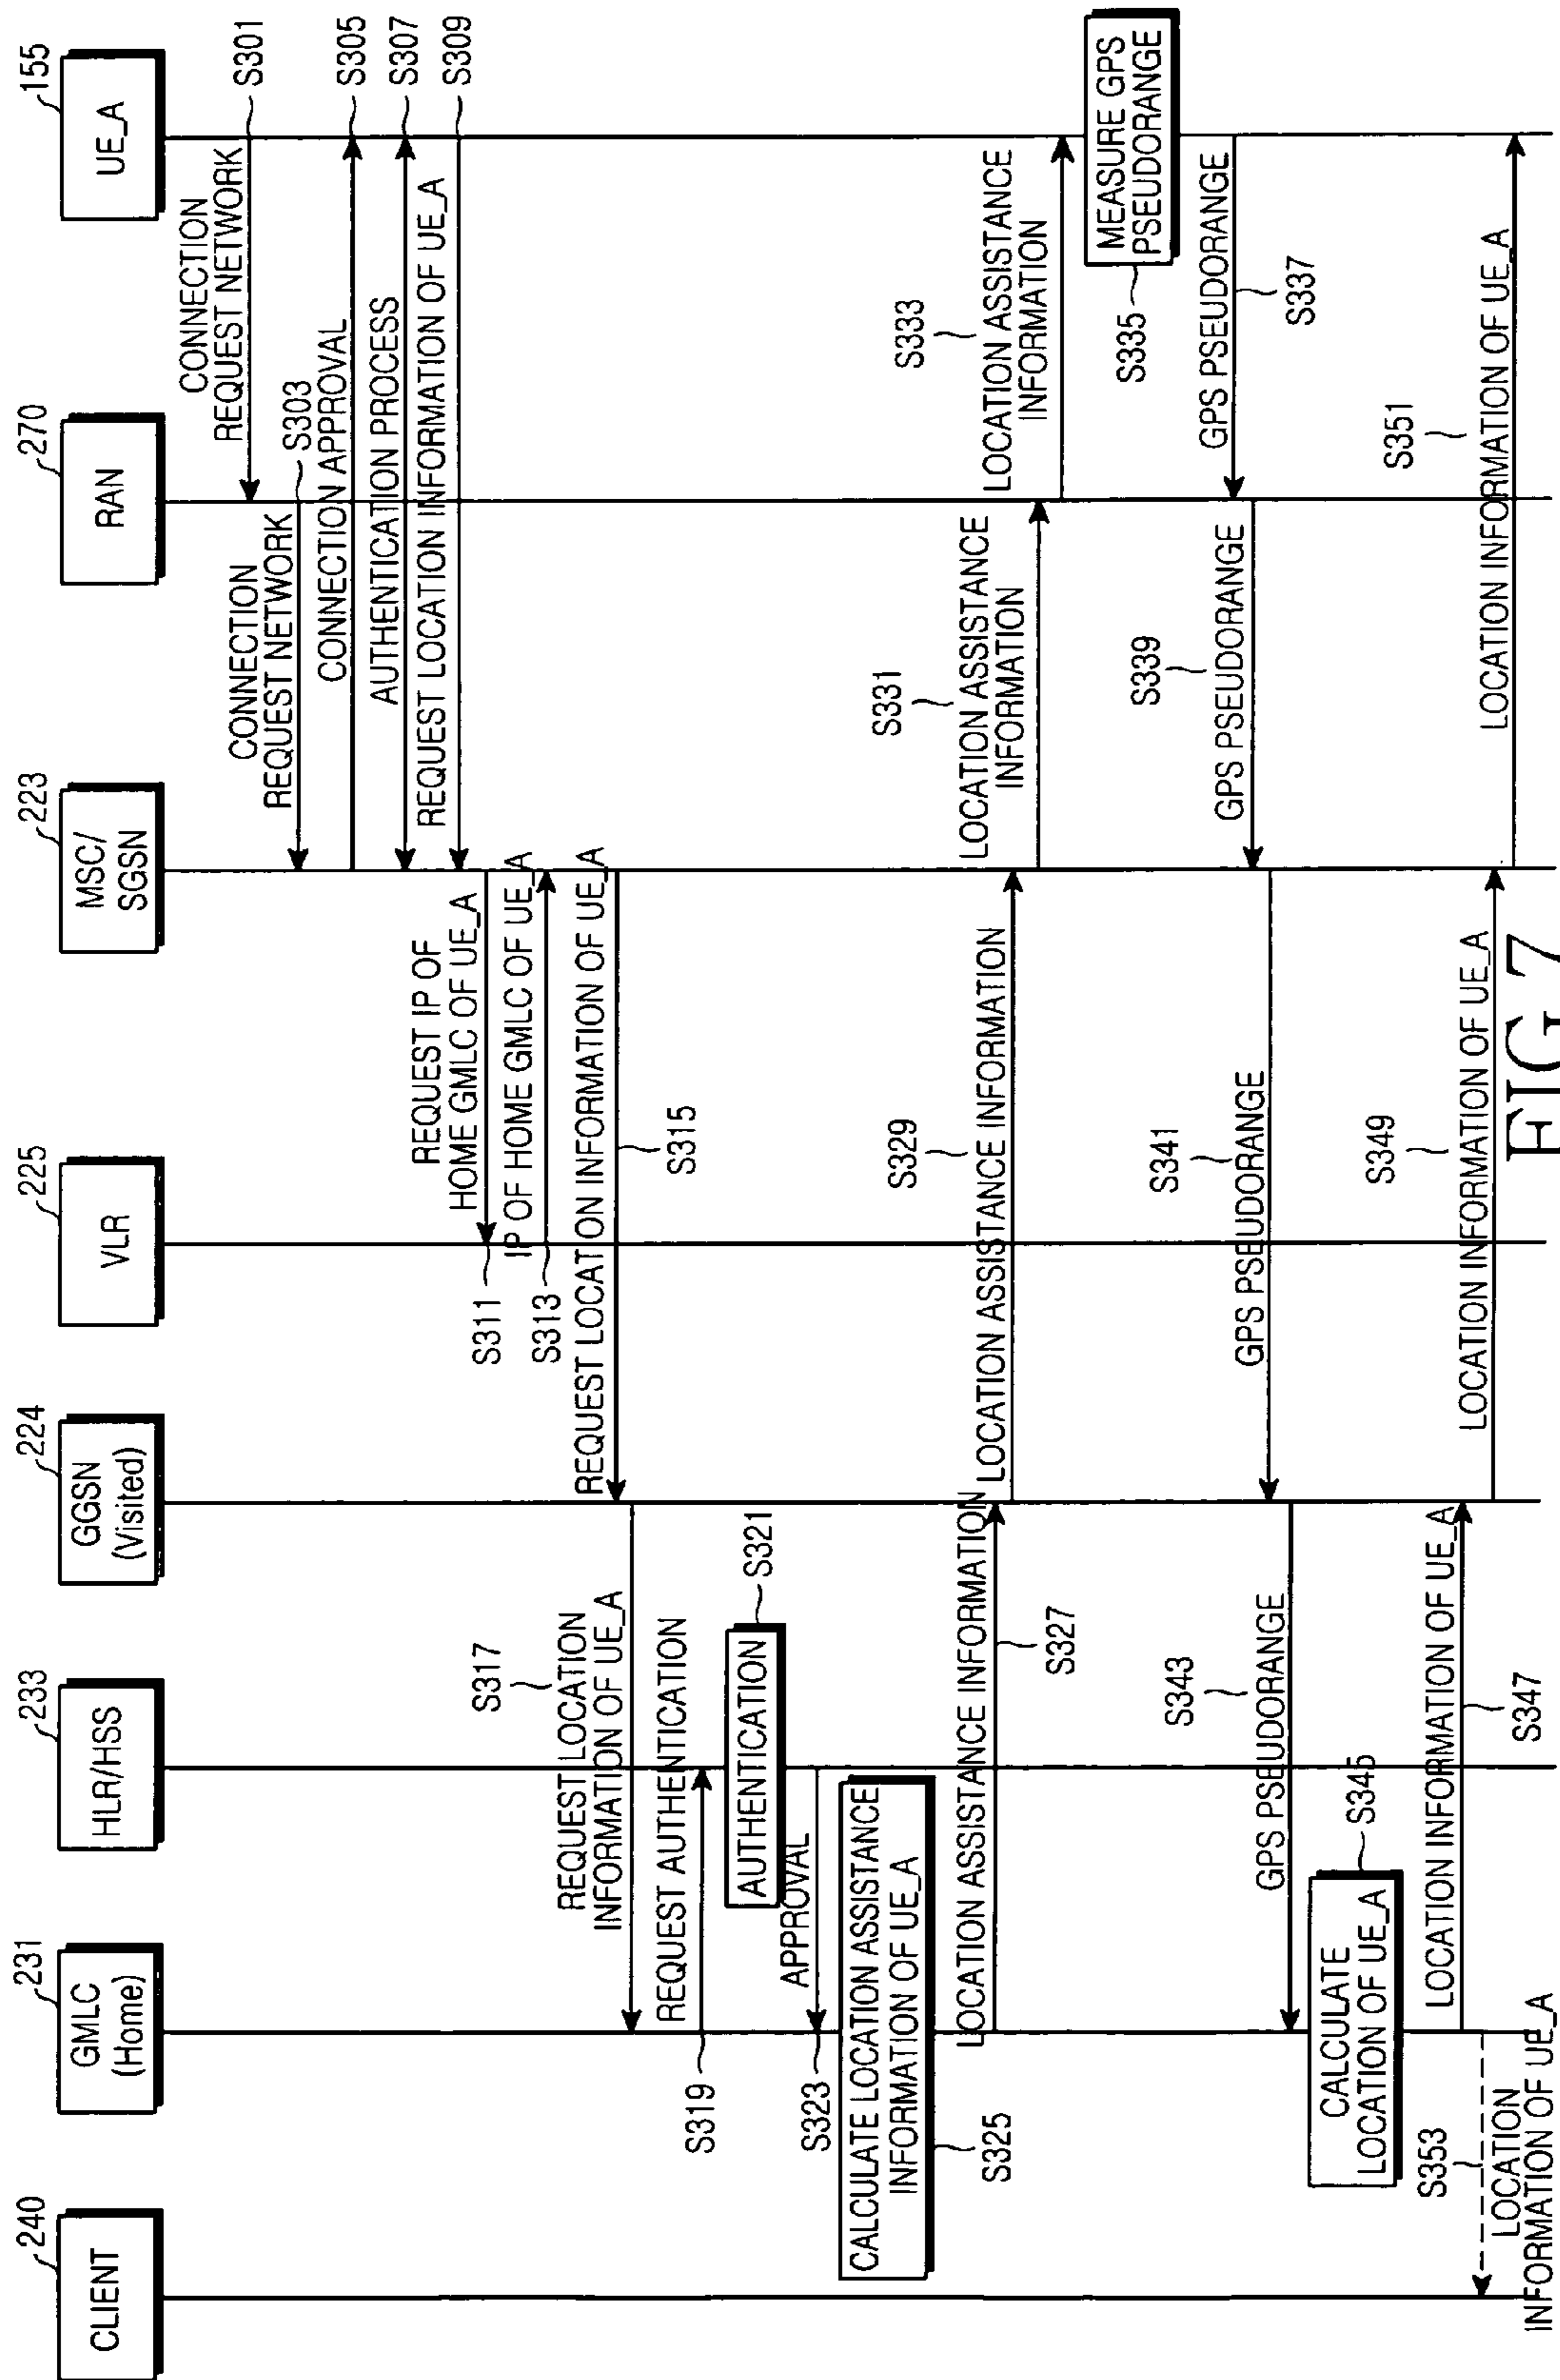 240
CLIENT
231
GMLC
(Home)
233
HLR/HSS
224
GGSN
(Visited)
225
VLR
223
MSC/
SGSN
270
RAN
155
UE_A
CONNECTION
REQUEST NETWORK
S301
CONNECTION
REQUEST NETWORK
S303
CONNECTION APPROVAL
S305
AUTHENTICATION PROCESS
S307
REQUEST LOCATION INFORMATION OF UE_A
S309
REQUEST IP OF
HOME GMLC OF UE_A
S311
IP OF HOME GMLC OF UE_A
S313
REQUEST LOCATION INFORMATION OF UE_A
S315
S317
REQUEST LOCATION
INFORMATION OF UE_A
REQUEST AUTHENTICATION
S319
AUTHENTICATION
S321
APPROVAL
S323
CALCULATE LOCATION ASSISTANCE
INFORMATION OF UE_A
S325
LOCATION ASSISTANCE INFORMATION
S327
S329
LOCATION ASSISTANCE INFORMATION
S331
LOCATION ASSISTANCE
INFORMATION
S333
LOCATION ASSISTANCE
INFORMATION
MEASURE GPS
PSEUDORANGE
S335
GPS PSEUDORANGE
S337
S339
GPS PSEUDORANGE
S341
GPS PSEUDORANGE
S343
GPS PSEUDORANGE
S345
CALCULATE
LOCATION OF UE_A
LOCATION INFORMATION OF UE_A
S347
S349
LOCATION INFORMATION OF UE_A
S351
LOCATION INFORMATION OF UE_A
S353
LOCATION
INFORMATION OF UE_A
FIG.7